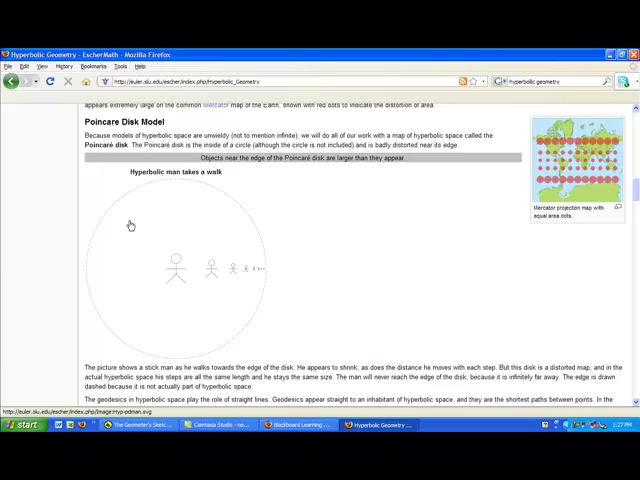 Hyperbolic Geometry - EscherMath - Mozilla Firefox
File Edit View History Bookmarks Tools Help
http://euler.slu.edu/escher/index.php/Hyperbolic_Geometry
hyperbollic geometry
appears extremely large on the common Mercator map of the Earth, shown with red dots to indicate the distortion of area.
Poincare Disk Model
Because models of hyperbolic space are unwieldy (not to mention infinite), we will do all of our work with a map of hyperbolic space called the
Poincaré disk. The Poincaré disk is the inside of a circle (although the circle is not included) and is badly distorted near its edge.
Objects near the edge of the Poincaré disk are larger than they appear.
Hyperbolic man takes a walk
Mercator projection map with
equal area dots.
The picture shows a stick man as he walks towards the edge of the disk. He appears to shrink, as does the distance he moves with each step. But this disk is a distorted map, and in the
actual hyperbolic space his steps are all the same length and he stays the same size. The man will never reach the edge of the disk, because it is infinitely far away. The edge is drawn
dashed because it is not actually part of hyperbolic space.
The geodesics in hyperbolic space play the role of straight lines. Geodesics appear straight to an inhabitant of hyperbolic space, and they are the shortest paths between points. In the
http://euler.slu.edu/escher/index.php/Image:Hyp-pdman.svg
start
The Geometer's Sketc...
Camtasia Studio - ...
Blackboard Learning ...
Hyperbolic Geometry ...
1:27 PM